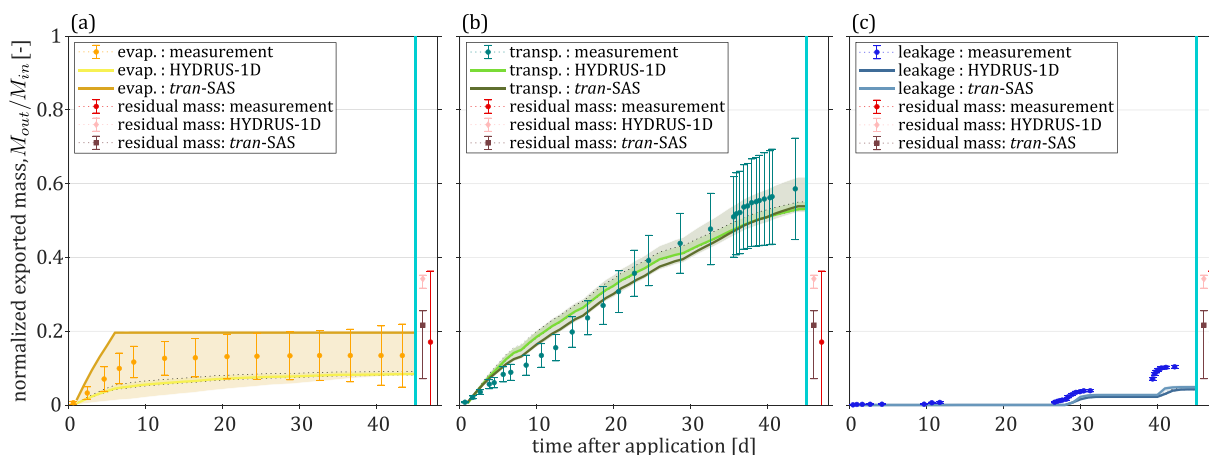 (a)
normalized exported mass, M_out/M_in [-]
1
0.8
0.6
0.4
0.2
0
evap. : measurement
evap. : HYDRUS-1D
evap. : tran-SAS
residual mass: measurement
residual mass: HYDRUS-1D
residual mass: tran-SAS
0 10 20 30 40
(b)
transp. : measurement
transp. : HYDRUS-1D
transp. : tran-SAS
residual mass: measurement
residual mass: HYDRUS-1D
residual mass: tran-SAS
0 10 20 30 40
time after application [d]
(c)
leakage : measurement
leakage : HYDRUS-1D
leakage : tran-SAS
residual mass: measurement
residual mass: HYDRUS-1D
residual mass: tran-SAS
0 10 20 30 40